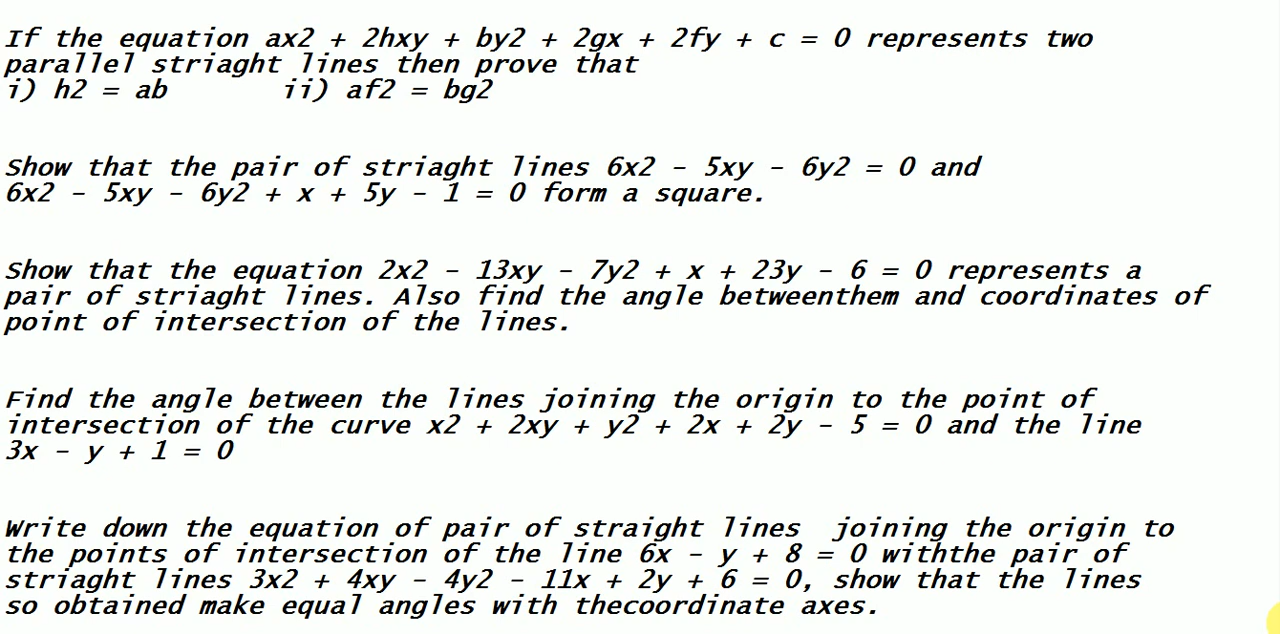 If the equation ax2 + 2hxy + by2 + 2gx + 2fy + c = 0 represents two
parallel striaght lines then prove that
i) h2 = ab ii) af2 = bg2
Show that the pair of striaght lines 6x2 - 5xy - 6y2 = 0 and
6x2 - 5xy - 6y2 + x + 5y - 1 = 0 form a square.
Show that the equation 2x2 - 13xy - 7y2 + x + 23y - 6 = 0 represents a
pair of striaght lines. Also find the angle betweenthem and coordinates of
point of intersection of the lines.
Find the angle between the lines joining the origin to the point of
intersection of the curve x2 + 2xy + y2 + 2x + 2y - 5 = 0 and the line
3x - y + 1 = 0
Write down the equation of pair of straight lines joining the origin to
the points of intersection of the line 6x - y + 8 = 0 withthe pair of
striaght lines 3x2 + 4xy - 4y2 - 11x + 2y + 6 = 0, show that the lines
so obtained make equal angles with thecoordinate axes.